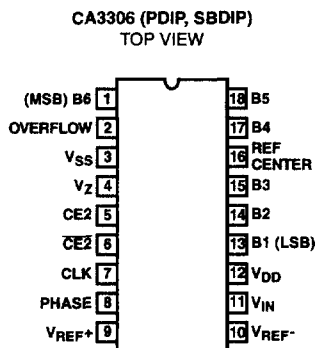 CA3306 (PDIP, SBDIP)
TOP VIEW
(MSB) B6 1
OVERFLOW 2
VSS 3
VZ 4
CE2 5
CE2 6
CLK 7
PHASE 8
VREF+ 9
18 B5
17 B4
16 REF
CENTER
15 B3
14 B2
13 B1 (LSB)
12 VDD
11 VIN
10 VREF-